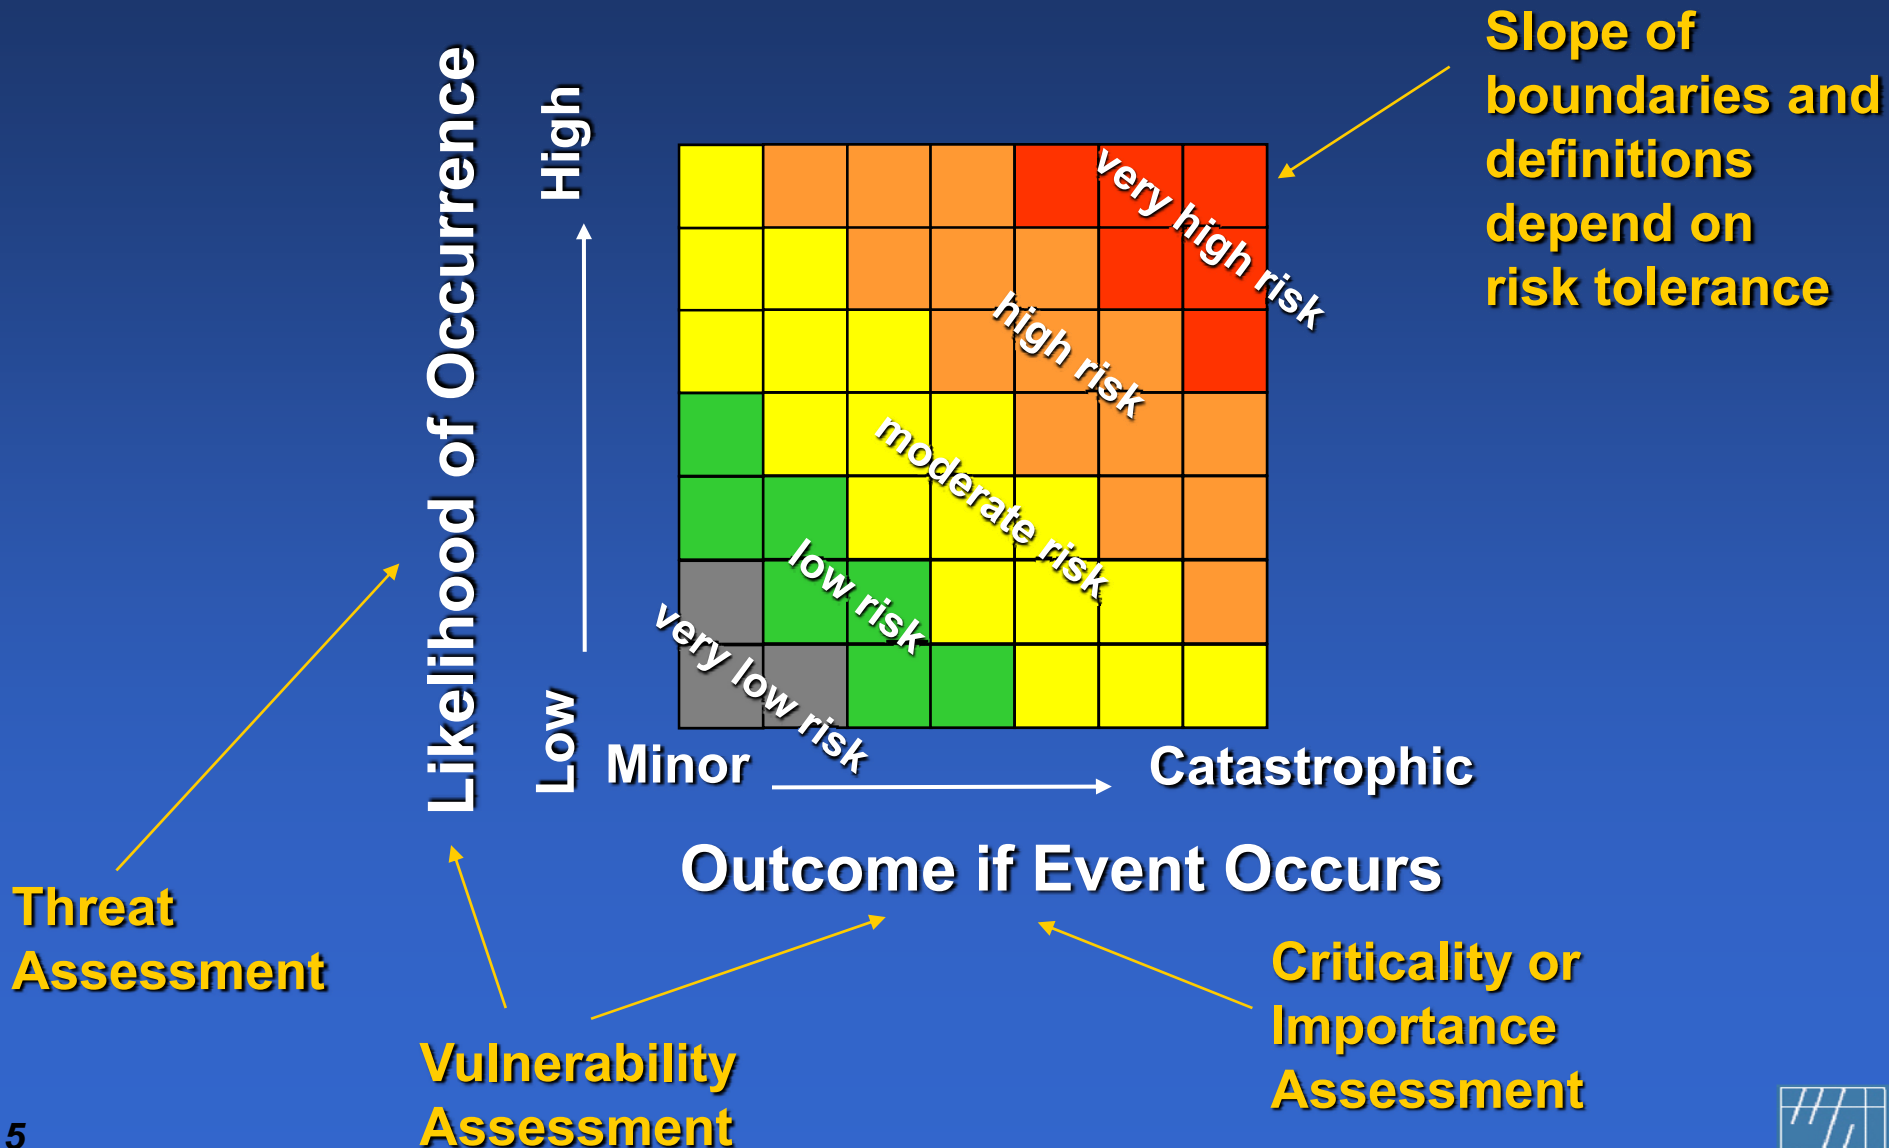 Slope of
boundaries and
definitions
depend on
risk tolerance
Likelihood of Occurrence
High
Low
very high risk
high risk
moderate risk
low risk
very low risk
Minor
Catastrophic
Outcome if Event Occurs
Threat
Assessment
Vulnerability
Assessment
Criticality or
Importance
Assessment
5